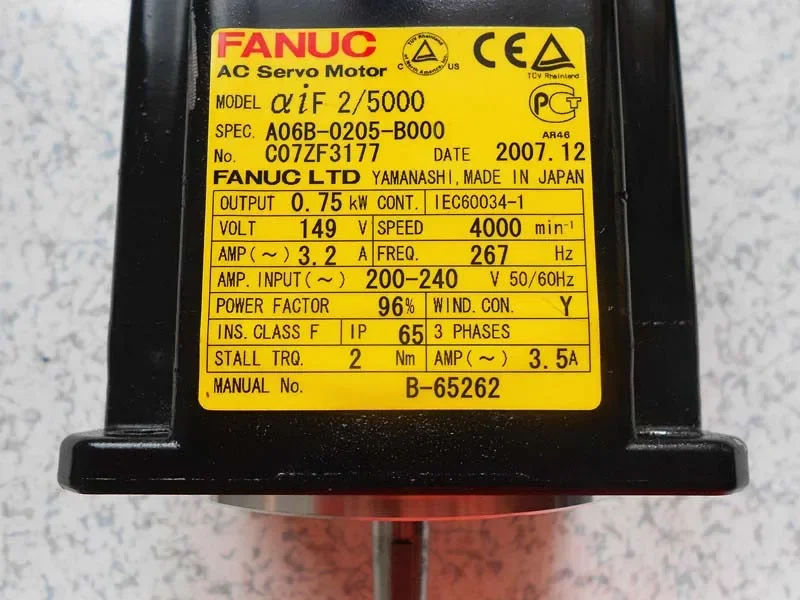 FANUC
AC Servo Motor
C US
TÜV Rheinland
MODEL αiF 2/5000
SPEC. A06B-0205-B000
AR46
No. C07ZF3177 DATE 2007.12
FANUC LTD YAMANASHI, MADE IN JAPAN
OUTPUT 0.75 kW CONT. IEC60034-1
VOLT 149 V SPEED 4000 min⁻¹
AMP(~) 3.2 A FREQ. 267 Hz
AMP. INPUT(~) 200-240 V 50/60Hz
POWER FACTOR 96% WIND. CON. Y
INS. CLASS F IP 65 3 PHASES
STALL TRQ. 2 Nm AMP(~) 3.5A
MANUAL No. B-65262